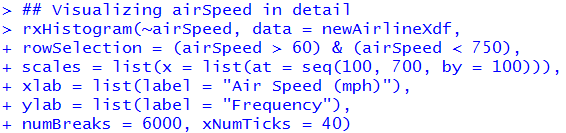 > ## Visualizing airSpeed in detail
> rxHistogram(~airSpeed, data = newAirlineXdf,
+ rowSelection = (airSpeed > 60) & (airSpeed < 750),
+ scales = list(x = list(at = seq(100, 700, by = 100))),
+ xlab = list(label = "Air Speed (mph)"),
+ ylab = list(label = "Frequency"),
+ numBreaks = 6000, xNumTicks = 40)